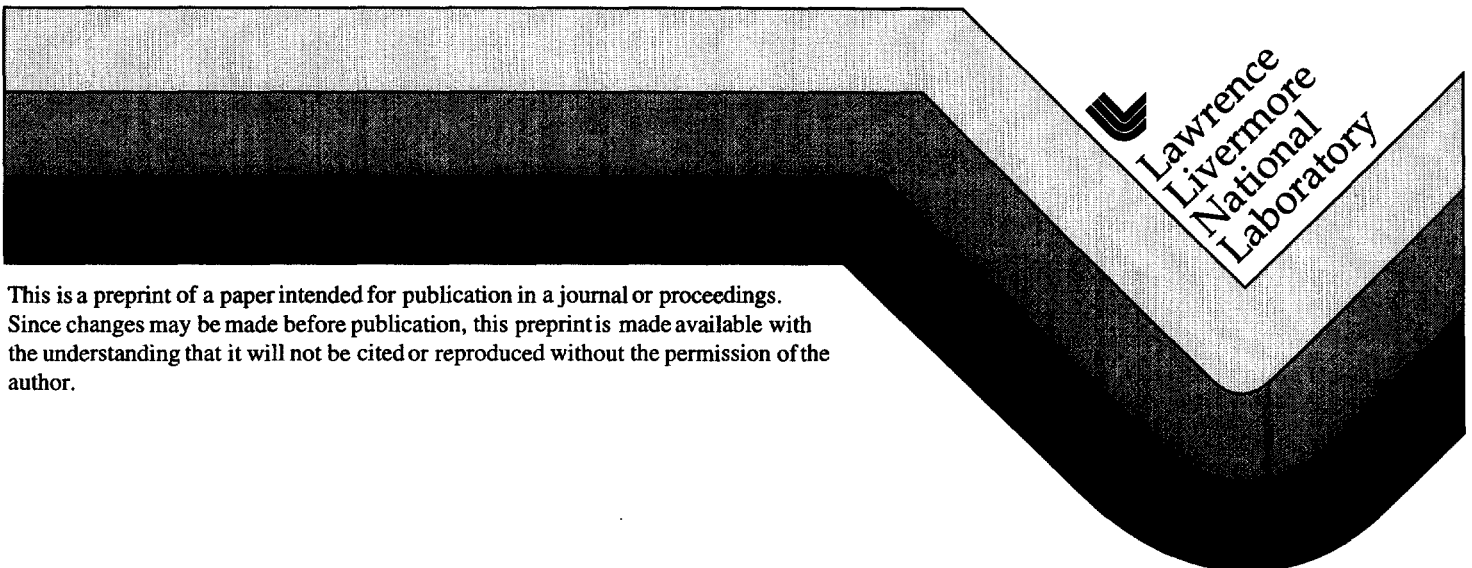 Lawrence
Livermore
National
Laboratory
This is a preprint of a paper intended for publication in a journal or proceedings.
Since changes may be made before publication, this preprint is made available with
the understanding that it will not be cited or reproduced without the permission of the
author.